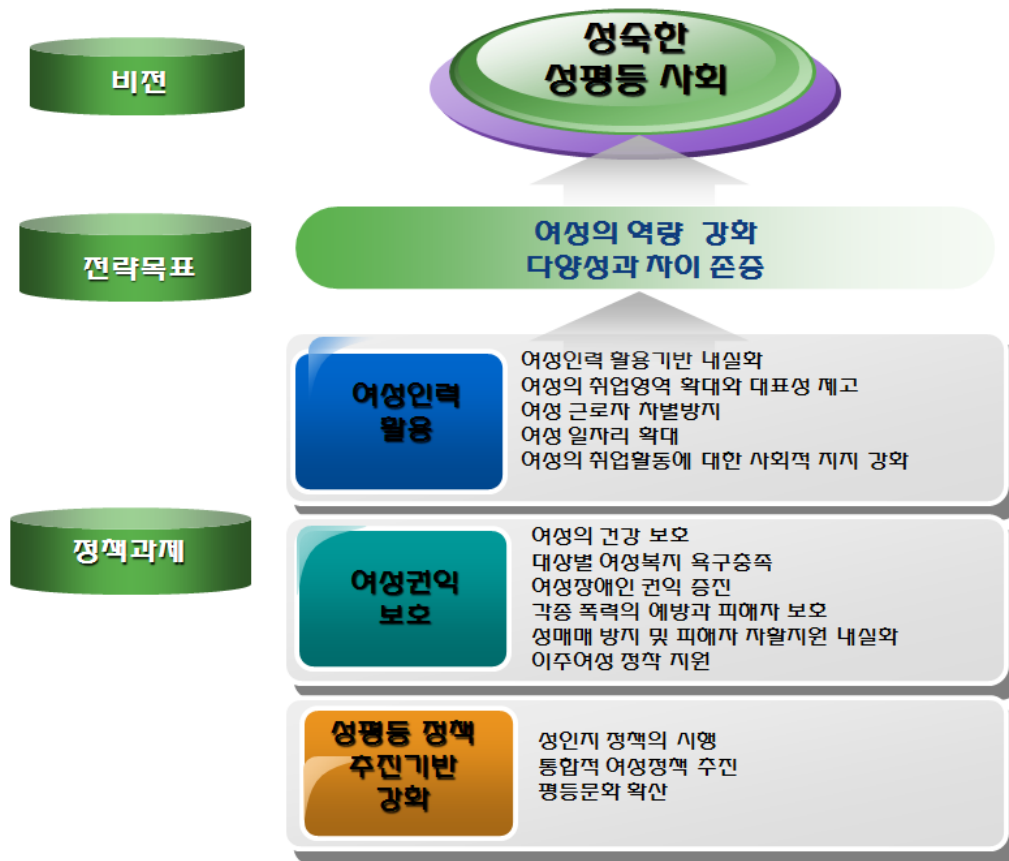 비전
성숙한
성평등 사회
전략목표
여성의 역량 강화
다양성과 차이 존중
정책과제
여성인력
활용
여성인력 활용기반 내실화
여성의 취업영역 확대와 대표성 제고
여성 근로자 차별방지
여성 일자리 확대
여성의 취업활동에 대한 사회적 지지 강화
여성권익
보호
여성의 건강 보호
대상별 여성복지 욕구충족
여성장애인 권익 증진
각종 폭력의 예방과 피해자 보호
성매매 방지 및 피해자 자활지원 내실화
이주여성 정착 지원
성평등 정책
추진기반
강화
성인지 정책의 시행
통합적 여성정책 추진
평등문화 확산